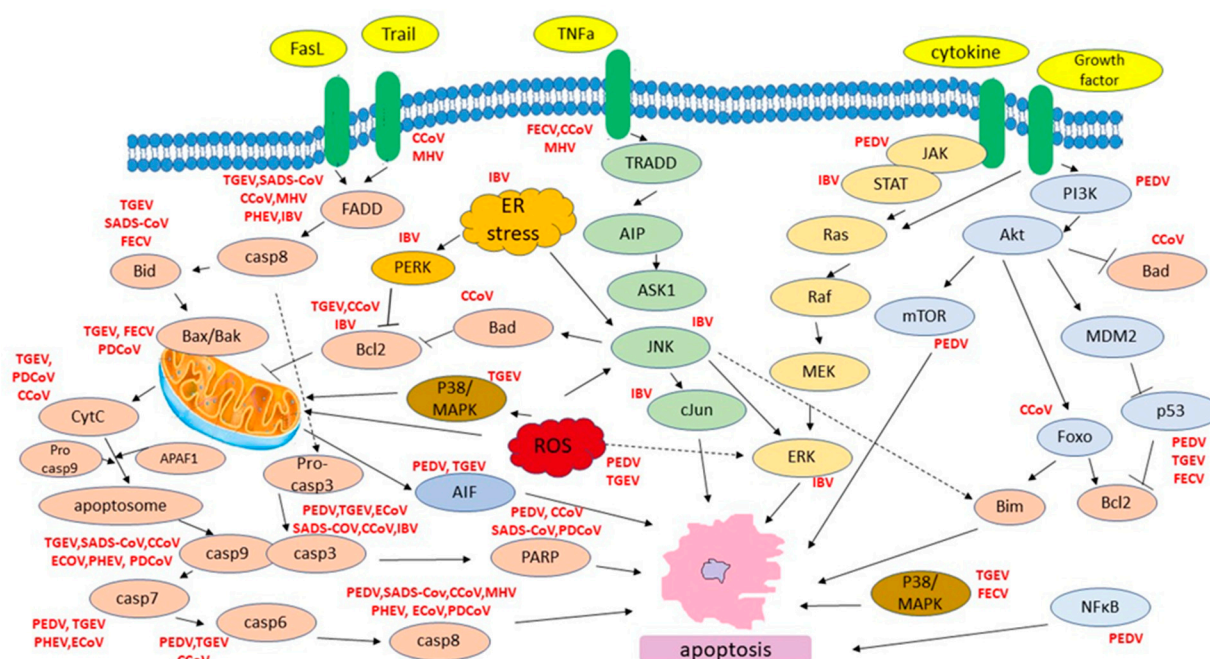 FasL
Trail
TNFa
cytokine
Growth
factor
CCoV
MHV
FECV,CCoV
MHV
TRADD
PEDV
JAK
IBV
STAT
PI3K
PEDV
TGEV,SADS-CoV
CCoV,MHV
PHEV,IBV
FADD
IBV
ER
stress
TGEV
SADS-CoV
FECV
Bid
casp8
IBV
PERK
AIP
Ras
Akt
CCoV
Bad
ASK1
Raf
mTOR
PEDV
MDM2
TGEV, FECV
PDCoV
Bax/Bak
TGEV,CCoV
IBV
Bcl2
CCoV
Bad
IBV
JNK
MEK
TGEV,
PDCoV
CCoV
CytC
P38/
MAPK
TGEV
IBV
cJun
CCoV
Foxo
p53
PEDV
TGEV
FECV
Pro
casp9
APAF1
ROS
PEDV
TGEV
ERK
IBV
Pro-
casp3
PEDV, TGEV
AIF
apoptosome
Bim
Bcl2
PEDV,TGEV,ECoV
SADS-COV,CCoV,IBV
PEDV, CCoV
SADS-CoV,PDCoV
PARP
TGEV,SADS-CoV,CCoV
ECOV,PHEV, PDCoV
casp9
casp3
casp7
PEDV, TGEV
PHEV,ECoV
casp6
PEDV,TGEV
CCoV
PEDV,SADS-Cov,CCoV,MHV
PHEV, ECoV,PDCoV
casp8
P38/
MAPK
TGEV
FECV
NFκB
PEDV
apoptosis